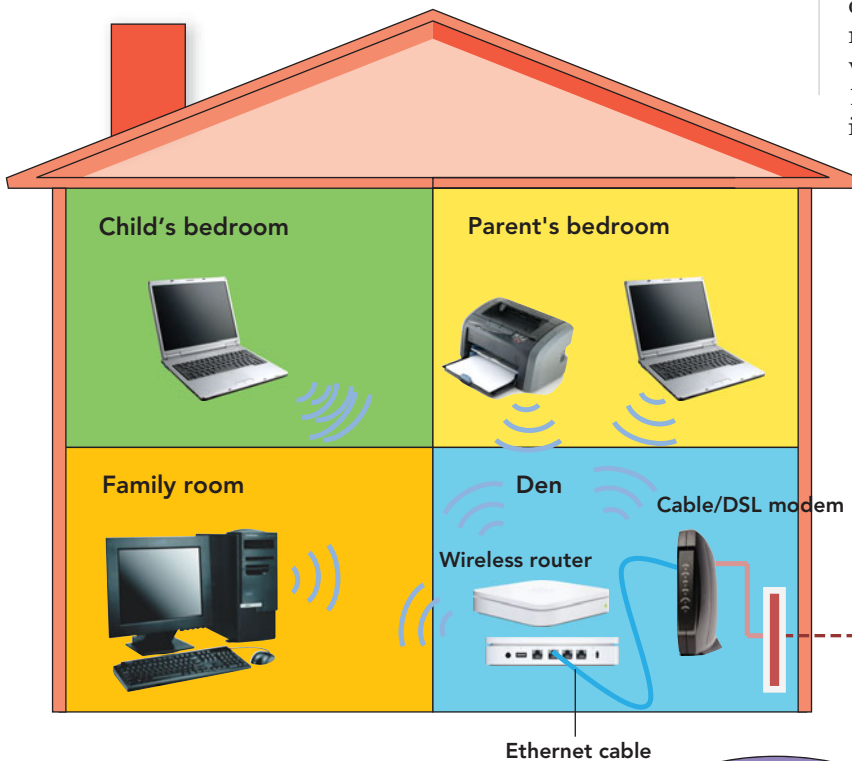 Child's bedroom
Parent's bedroom
Family room
Den
Cable/DSL modem
Wireless router
Ethernet cable